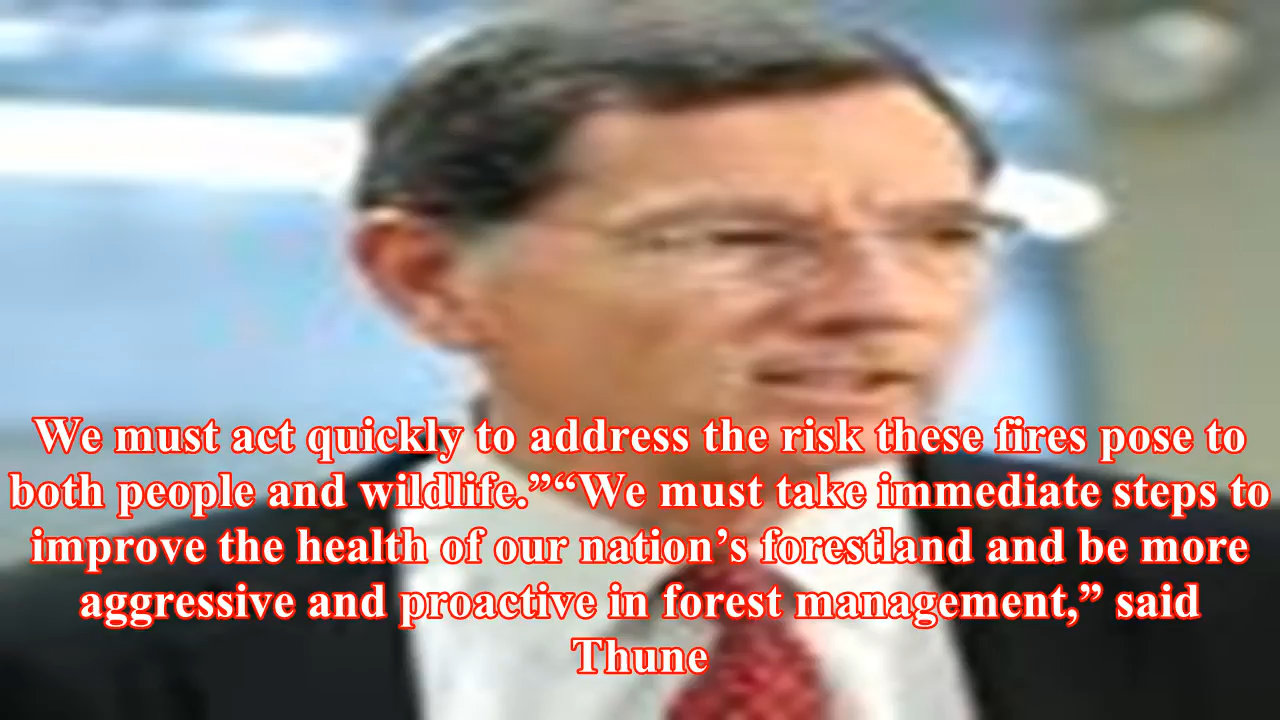 We must act quickly to address the risk these fires pose to
both people and wildlife.”“We must take immediate steps to
improve the health of our nation’s forestland and be more
aggressive and proactive in forest management,” said
Thune